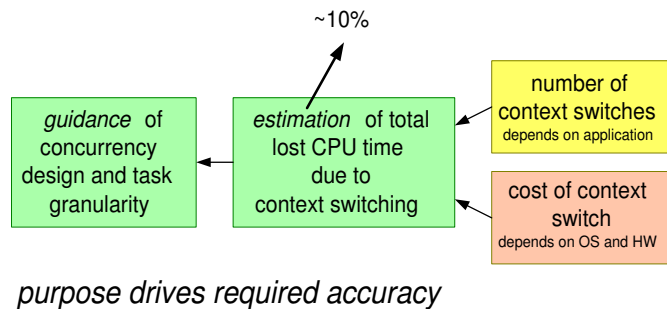 ~10%
guidance of
concurrency
design and task
granularity
estimation of total
lost CPU time
due to
context switching
number of
context switches
depends on application
cost of context
switch
depends on OS and HW
purpose drives required accuracy